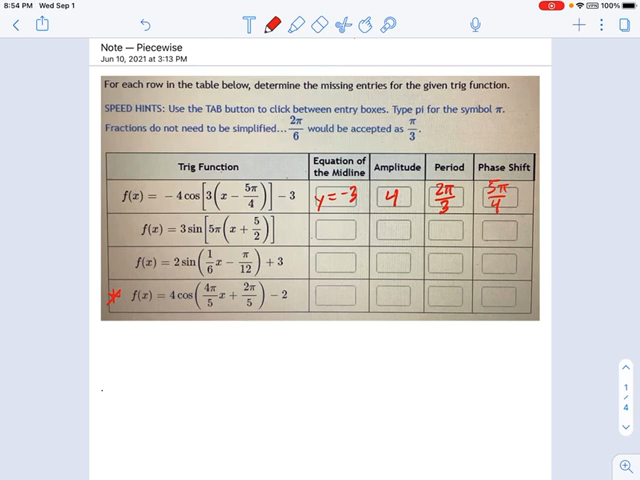 8:54 PM Wed Sep 1
100%
T
Note — Piecewise
Jun 10, 2021 at 3:13 PM
For each row in the table below, determine the missing entries for the given trig function.
SPEED HINTS: Use the TAB button to click between entry boxes. Type pi for the symbol π.
Fractions do not need to be simplified...2π/6 would be accepted as π/3.
Trig Function Equation of the Midline Amplitude Period Phase Shift
f(x) = −4cos[3(x − 5π/4)] − 3 y = -3 4 2π/3 5π/4
f(x) = 3sin[5π(x + 5/2)]
f(x) = 2sin(1/6x − π/12) + 3
* f(x) = 4cos(4π/5x + 2π/5) − 2
1
/
4